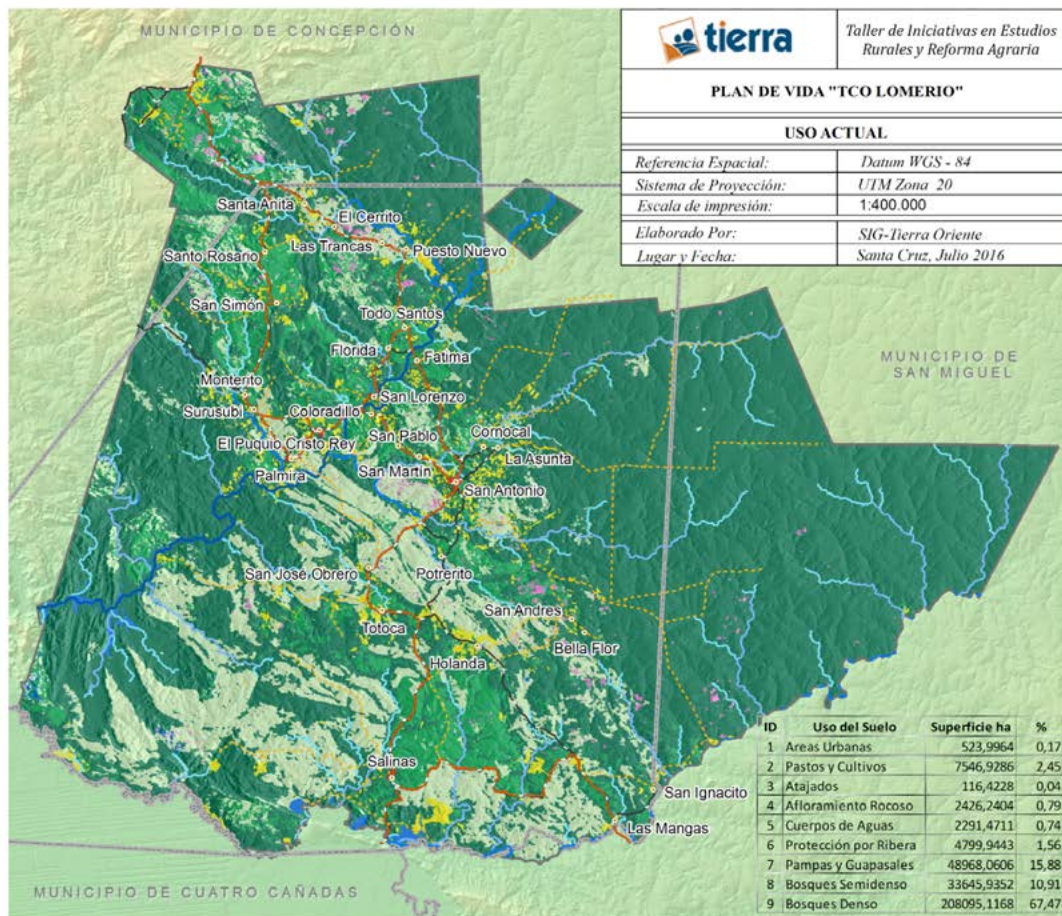 MUNICIPIO DE CONCEPCIÓN
tierra
Taller de Iniciativas en Estudios
Rurales y Reforma Agraria
PLAN DE VIDA "TCO LOMERIO"
USO ACTUAL
Referencia Espacial: Datum WGS - 84
Sistema de Proyección: UTM Zona 20
Escala de impresión: 1:400.000
Elaborado Por: SIG-Tierra Oriente
Lugar y Fecha: Santa Cruz, Julio 2016
Santa Anita
El Cerrito
Las Trancas
Puesto Nuevo
Santo Rosario
San Simón
Todo Santos
Florida
Fatima
MUNICIPIO DE
SAN MIGUEL
Monterito
San Lorenzo
Surusubi
Coloradillo
San Pablo
Cornocal
El Puquio Cristo Rey
La Asunta
Palmira
San Martin
San Antonio
San José Obrero
Potrerito
San Andres
Totoca
Bella Flor
Holanda
Salinas
San Ignacito
Las Mangas
MUNICIPIO DE CUATRO CAÑADAS
ID Uso del Suelo Superficie ha %
1 Areas Urbanas 523,9964 0,17
2 Pastos y Cultivos 7546,9286 2,45
3 Atajados 116,4228 0,04
4 Afloramiento Rocoso 2426,2404 0,79
5 Cuerpos de Aguas 2291,4711 0,74
6 Protección por Ribera 4799,9443 1,56
7 Pampas y Guapasales 48968,0606 15,88
8 Bosques Semidenso 33645,9352 10,91
9 Bosques Denso 208095,1168 67,47